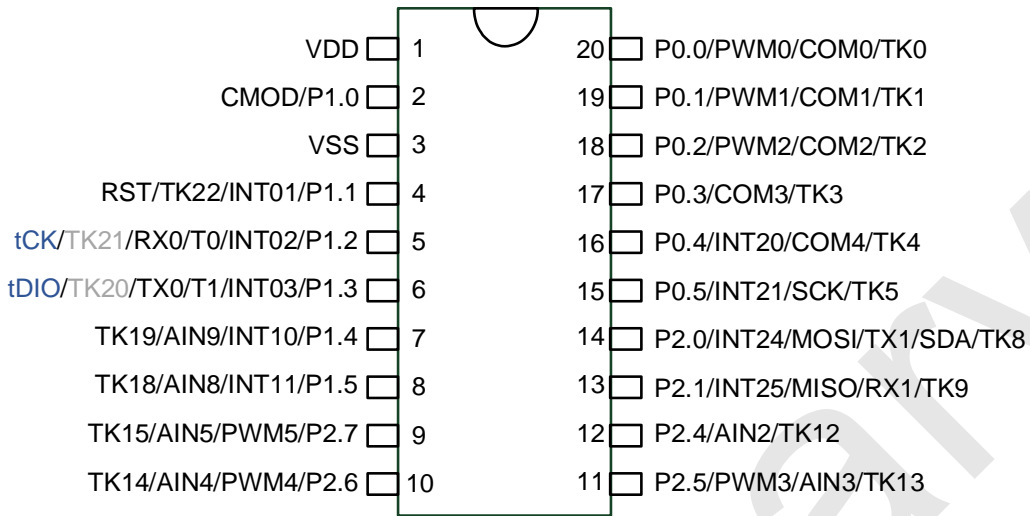 VDD 1 20 P0.0/PWM0/COM0/TK0
CMOD/P1.0 2 19 P0.1/PWM1/COM1/TK1
VSS 3 18 P0.2/PWM2/COM2/TK2
RST/TK22/INT01/P1.1 4 17 P0.3/COM3/TK3
tCK/TK21/RX0/T0/INT02/P1.2 5 16 P0.4/INT20/COM4/TK4
tDIO/TK20/TX0/T1/INT03/P1.3 6 15 P0.5/INT21/SCK/TK5
TK19/AIN9/INT10/P1.4 7 14 P2.0/INT24/MOSI/TX1/SDA/TK8
TK18/AIN8/INT11/P1.5 8 13 P2.1/INT25/MISO/RX1/TK9
TK15/AIN5/PWM5/P2.7 9 12 P2.4/AIN2/TK12
TK14/AIN4/PWM4/P2.6 10 11 P2.5/PWM3/AIN3/TK13